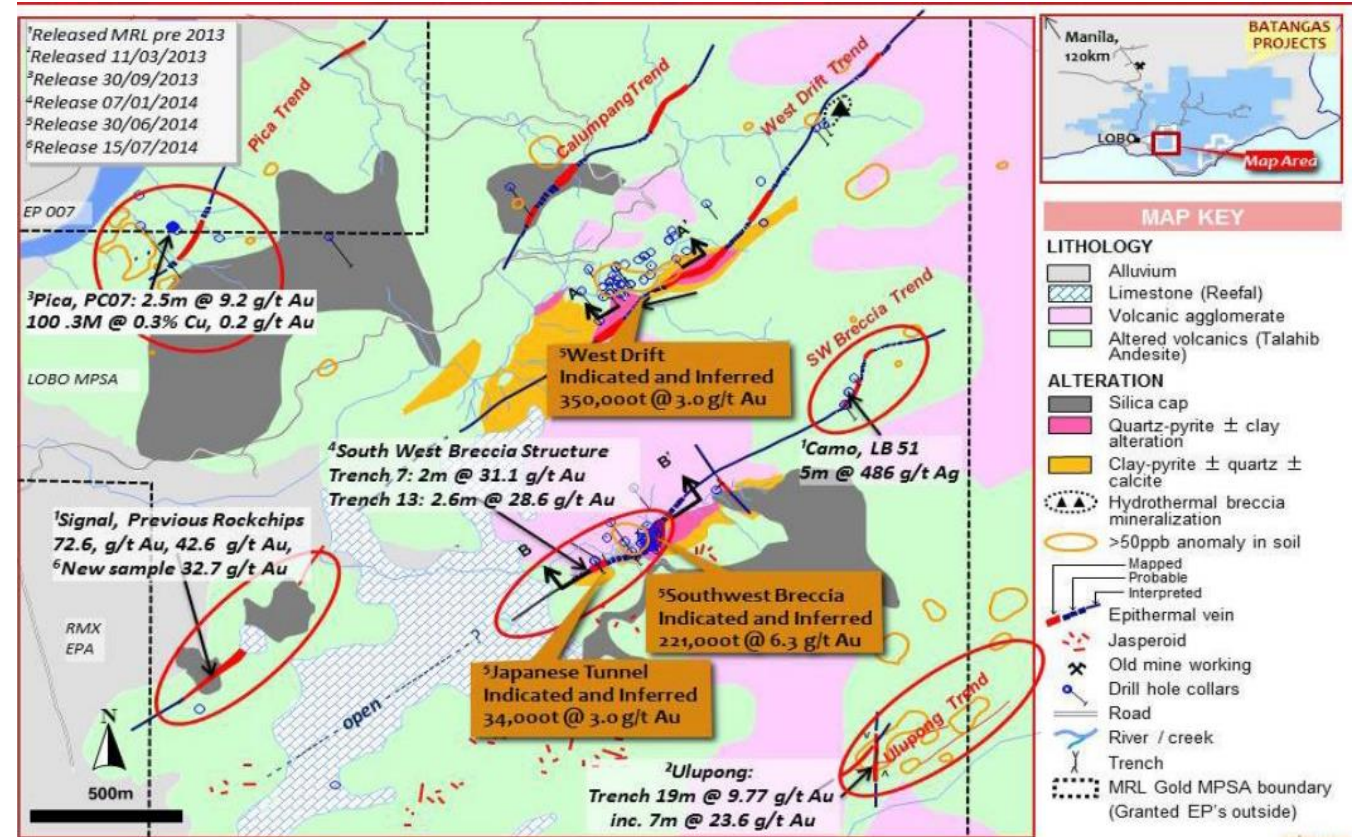 ¹Released MRL pre 2013
²Released 11/03/2013
³Release 30/09/2013
⁴Release 07/01/2014
⁵Release 30/06/2014
⁶Release 15/07/2014
Pica Trend
Calumpang Trend
West Drift Trend
EP 007
³Pica, PC07: 2.5m @ 9.2 g/t Au
100 .3M @ 0.3% Cu, 0.2 g/t Au
LOBO MPSA
A
A'
⁵West Drift
Indicated and Inferred
350,000t @ 3.0 g/t Au
SW Breccia Trend
⁴South West Breccia Structure
Trench 7: 2m @ 31.1 g/t Au
Trench 13: 2.6m @ 28.6 g/t Au
¹Camo, LB 51
5m @ 486 g/t Ag
B
B'
¹Signal, Previous Rockchips
72.6, g/t Au, 42.6 g/t Au,
⁶New sample 32.7 g/t Au
⁵Southwest Breccia
Indicated and Inferred
221,000t @ 6.3 g/t Au
RMX
EPA
?
open
⁵Japanese Tunnel
Indicated and Inferred
34,000t @ 3.0 g/t Au
Ulupong Trend
²Ulupong:
Trench 19m @ 9.77 g/t Au
inc. 7m @ 23.6 g/t Au
N
500m
Manila,
120km
BATANGAS
PROJECTS
LOBO
Map Area
MAP KEY
LITHOLOGY
Alluvium
Limestone (Reefal)
Volcanic agglomerate
Altered volcanics (Talahib
Andesite)
ALTERATION
Silica cap
Quartz-pyrite ± clay
alteration
Clay-pyrite ± quartz ±
calcite
Hydrothermal breccia
mineralization
>50ppb anomaly in soil
Mapped
Probable
Interpreted
Epithermal vein
Jasperoid
Old mine working
Drill hole collars
Road
River / creek
Trench
MRL Gold MPSA boundary
(Granted EP's outside)